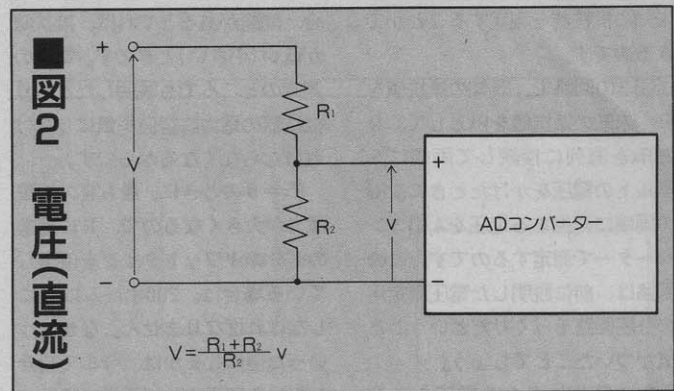 ■図2 電圧(直流)
+
V
−
R₁
R₂
v
+
ADコンバーター
V=\frac{R₁+R₂}{R₂}v